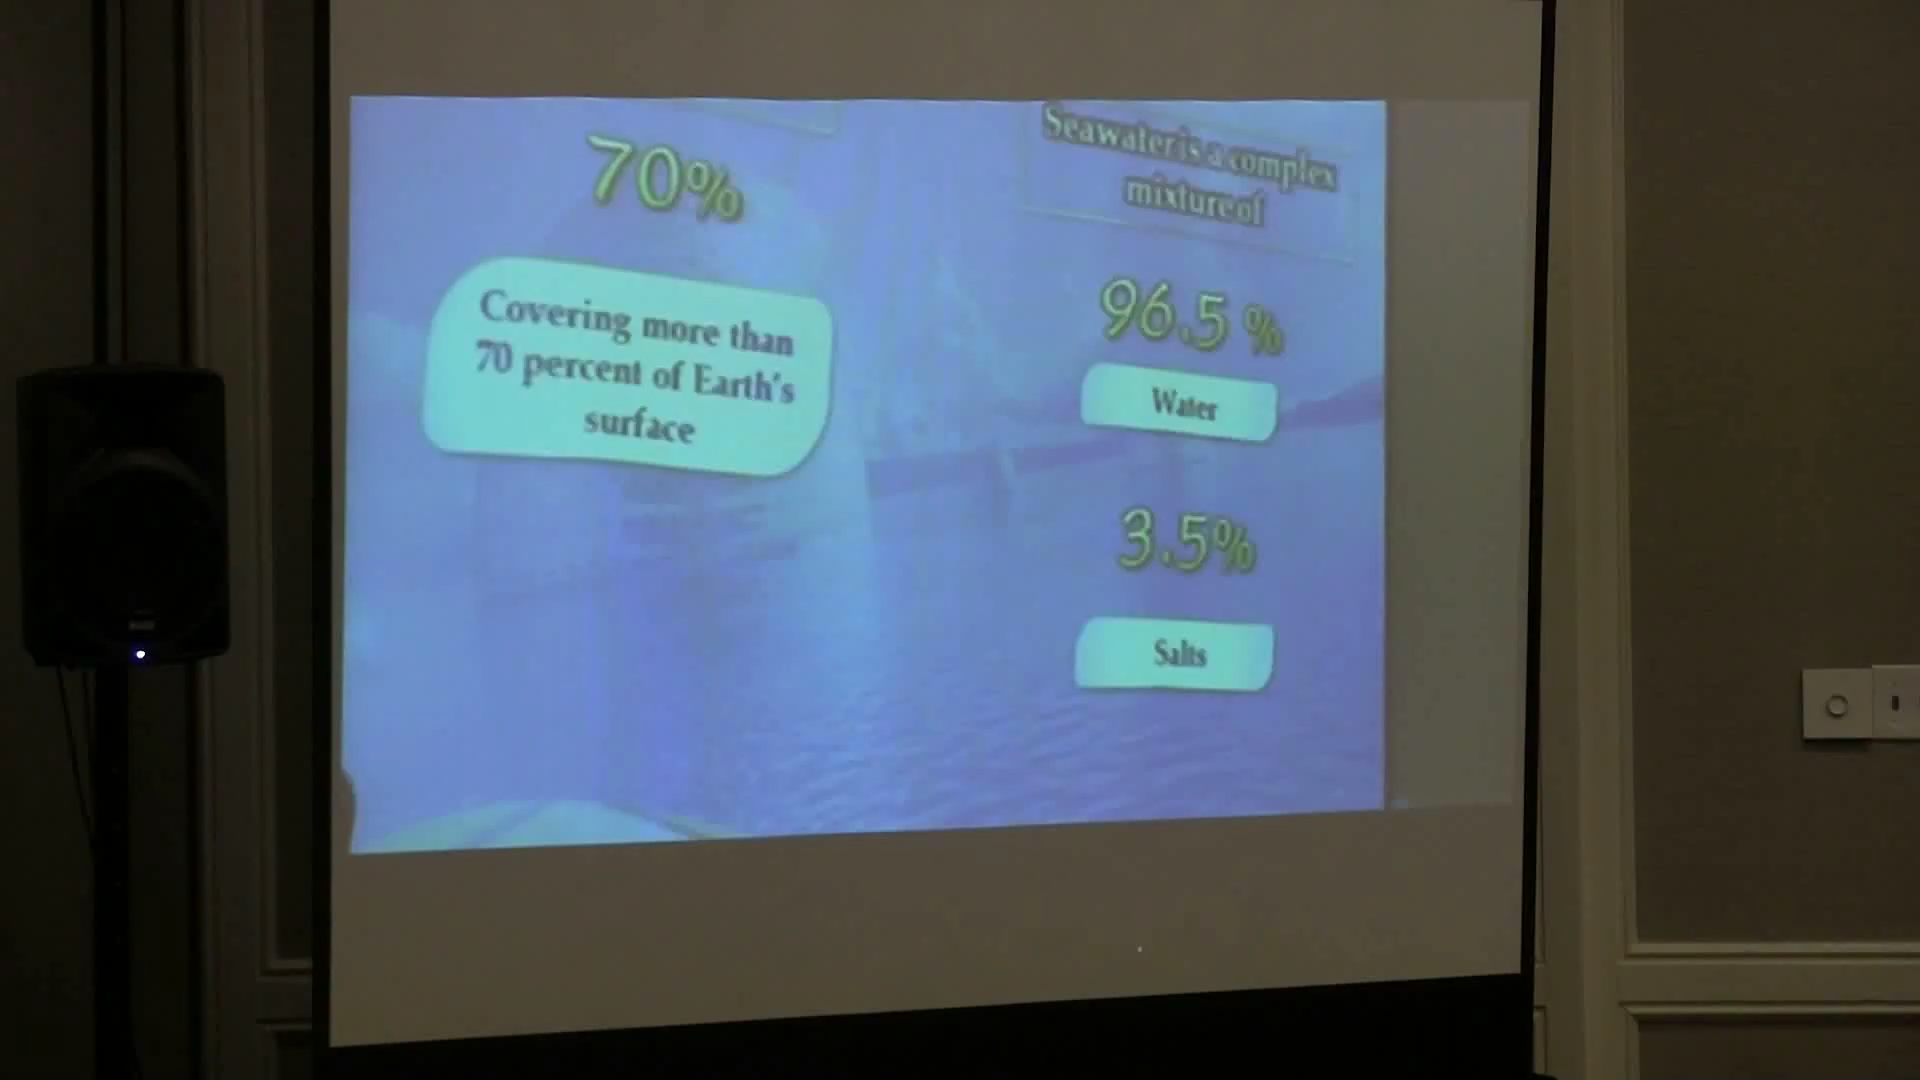 70%
Covering more than
70 percent of Earth's
surface
Seawater is a complex
mixture of
96.5 %
Water
3.5%
Salts